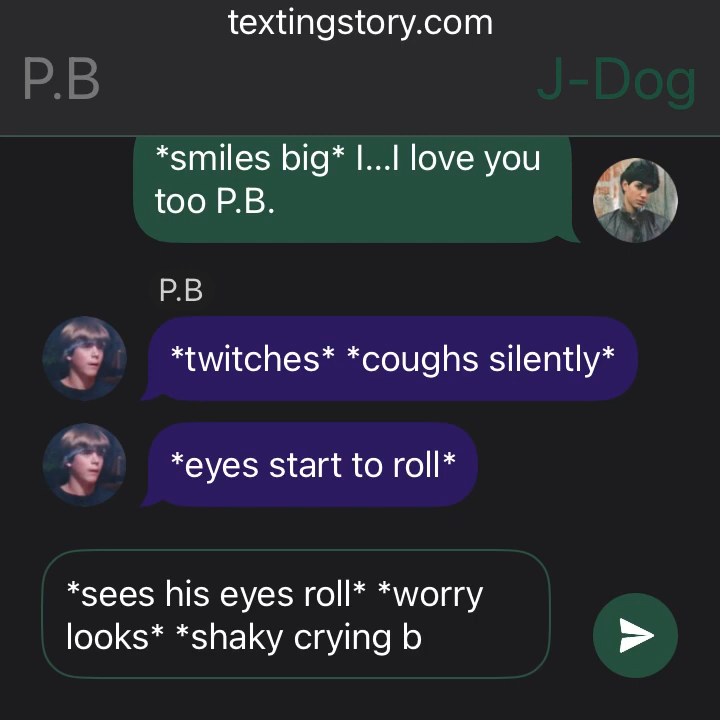 textingstory.com
P.B
J-Dog
*smiles big* I...I love you
too P.B.
P.B
*twitches* *coughs silently*
*eyes start to roll*
*sees his eyes roll* *worry
looks* *shaky crying b